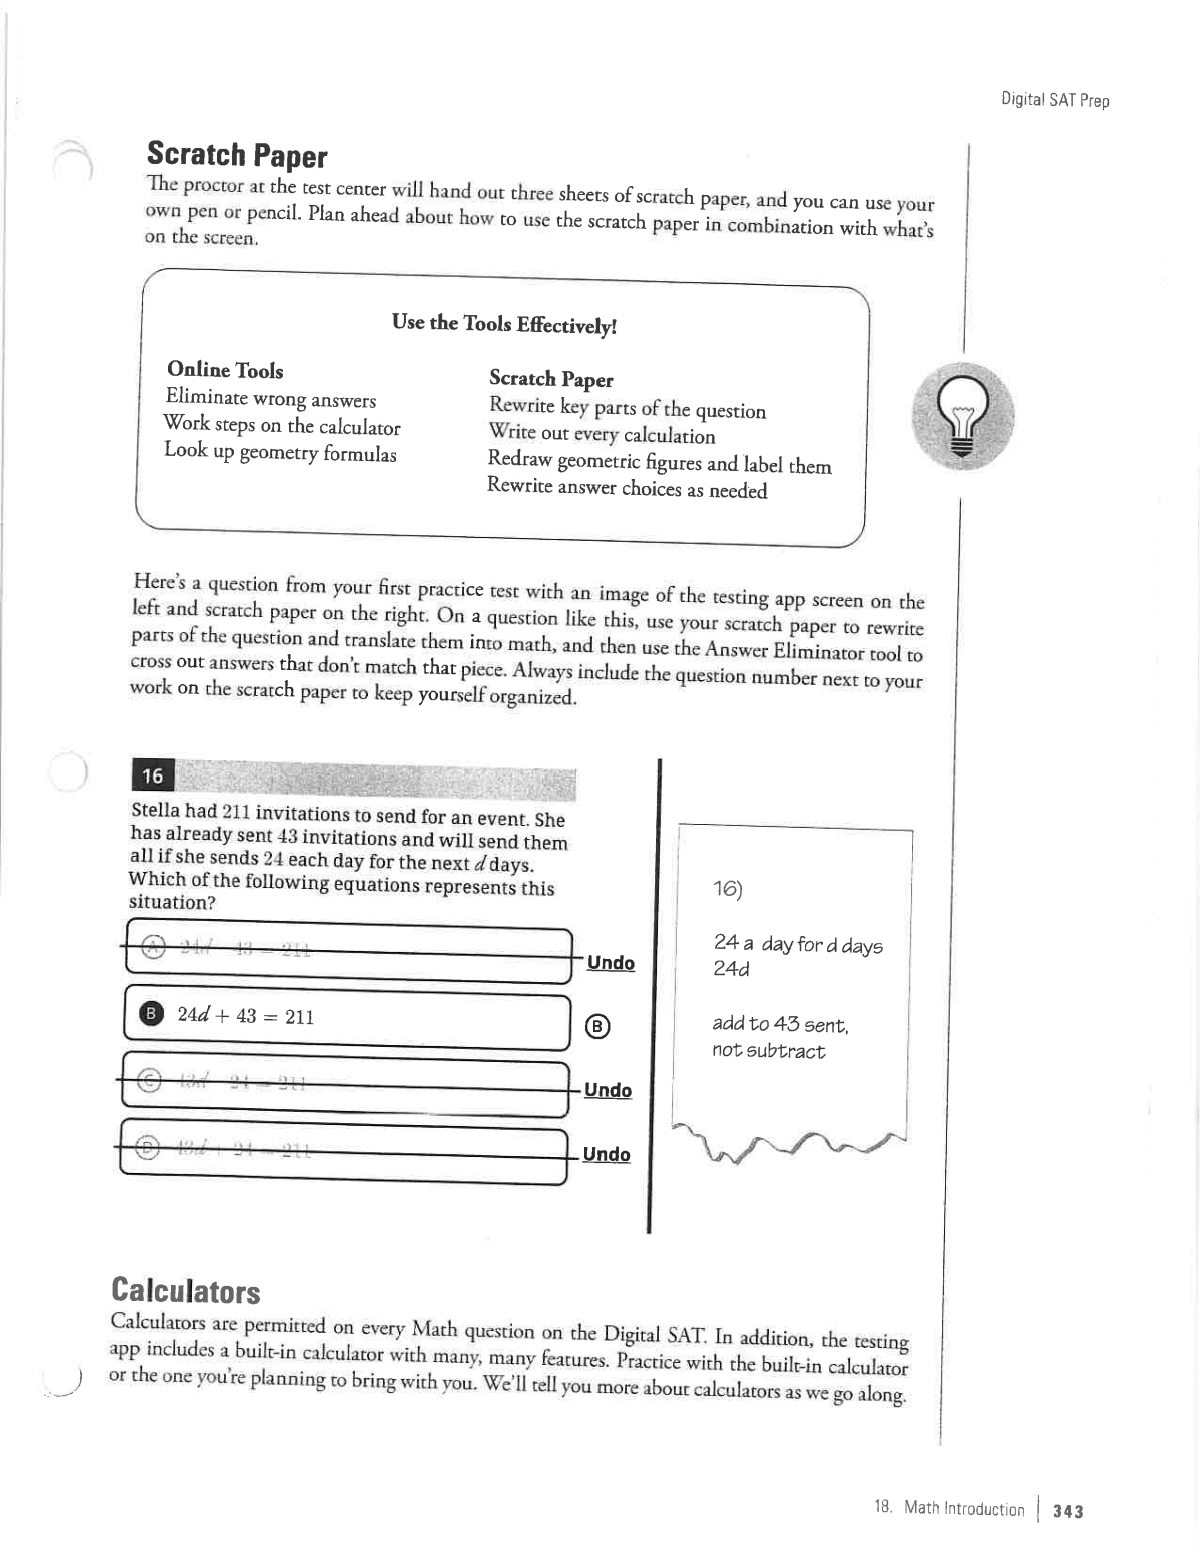 Digital SAT Prep
Scratch Paper
The proctor at the test center will hand out three sheets of scratch paper, and you can use your
own pen or pencil. Plan ahead about how to use the scratch paper in combination with what's
on the screen.
Use the Tools Effectively!
Online Tools
Eliminate wrong answers
Work steps on the calculator
Look up geometry formulas
Scratch Paper
Rewrite key parts of the question
Write out every calculation
Redraw geometric figures and label them
Rewrite answer choices as needed
Here's a question from your first practice test with an image of the testing app screen on the
left and scratch paper on the right. On a question like this, use your scratch paper to rewrite
parts of the question and translate them into math, and then use the Answer Eliminator tool to
cross out answers that don't match that piece. Always include the question number next to your
work on the scratch paper to keep yourself organized.
16
Stella had 211 invitations to send for an event. She
has already sent 43 invitations and will send them
all if she sends 24 each day for the next d days.
Which of the following equations represents this
situation?
A 24d − 43 = 211
Undo
B 24d + 43 = 211
B
C 43d − 24 = 211
Undo
D 43d + 24 = 211
Undo
16)
24 a day for d days
24d
add to 43 sent,
not subtract
Calculators
Calculators are permitted on every Math question on the Digital SAT. In addition, the testing
app includes a built-in calculator with many, many features. Practice with the built-in calculator
or the one you're planning to bring with you. We'll tell you more about calculators as we go along.
18. Math Introduction | 343